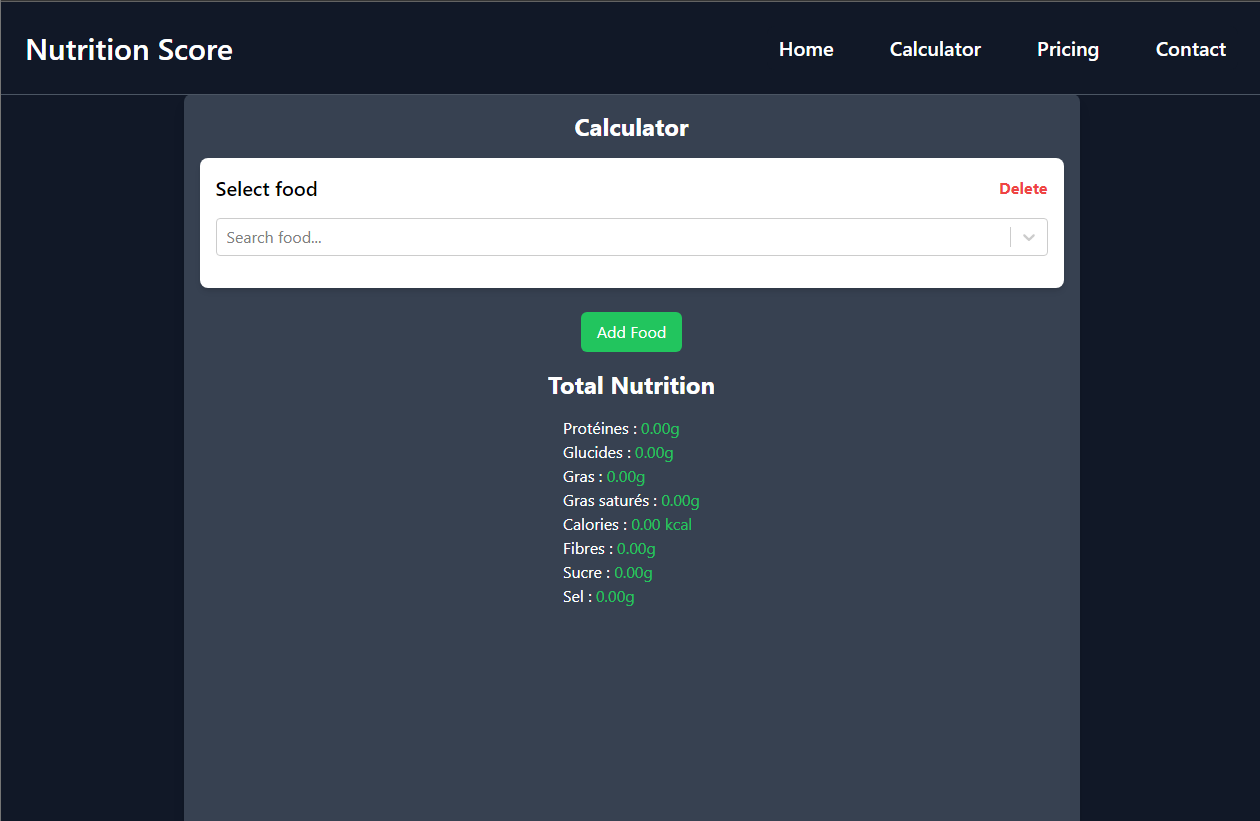 Nutrition Score
Home Calculator Pricing Contact
Calculator
Select food Delete
Search food...
Add Food
Total Nutrition
Protéines : 0.00g
Glucides : 0.00g
Gras : 0.00g
Gras saturés : 0.00g
Calories : 0.00 kcal
Fibres : 0.00g
Sucre : 0.00g
Sel : 0.00g